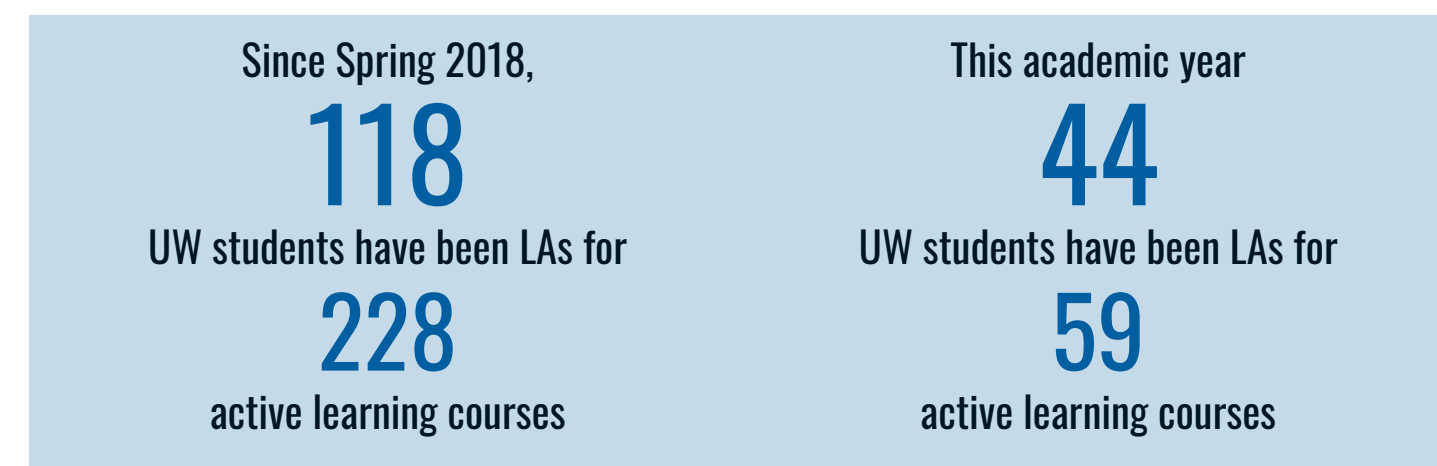 Since Spring 2018,
118
UW students have been LAs for
228
active learning courses
This academic year
44
UW students have been LAs for
59
active learning courses